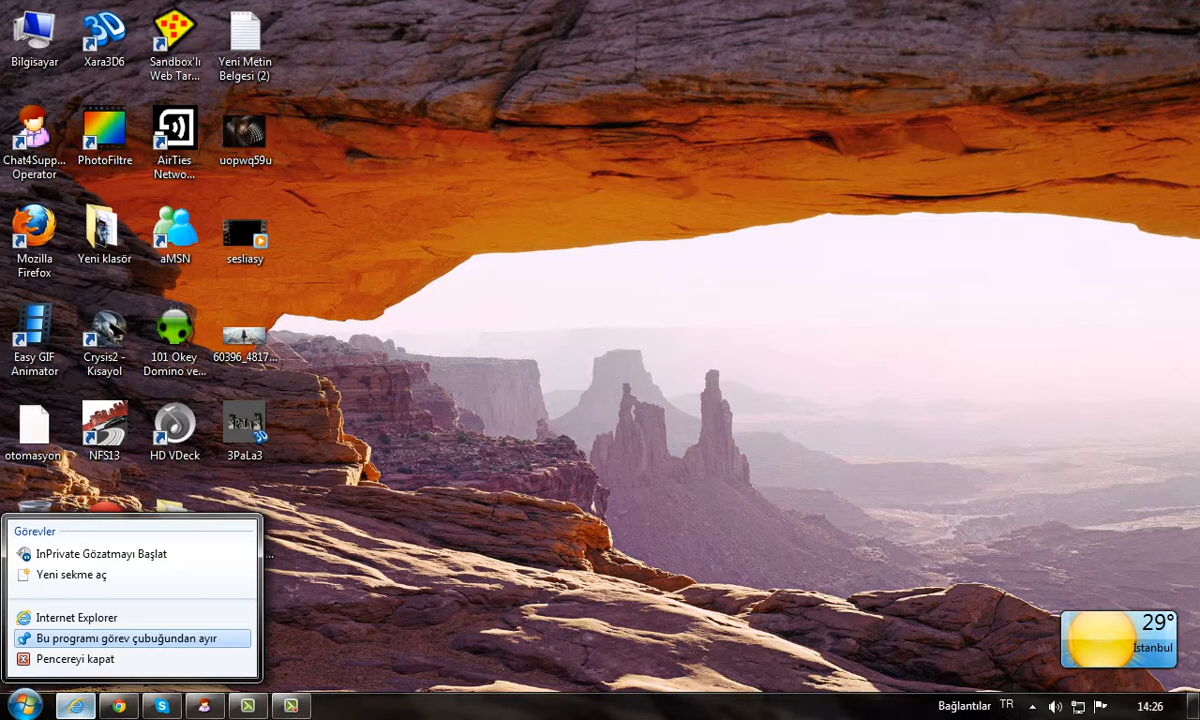 Bilgisayar
Xara3D6
Sandbox'lı
Web Tar...
Yeni Metin
Belgesi (2)
Chat4Supp...
Operator
PhotoFiltre
AirTies
Netwo...
uopwq59u
Mozilla
Firefox
Yeni klasör
aMSN
sesliasy
Easy GIF
Animator
Crysis2 -
Kısayol
101 Okey
Domino ve...
60396_4817...
otomasyon
NFS13
HD VDeck
3PaLa3
Görevler
InPrivate Gözatmayı Başlat
Yeni sekme aç
Internet Explorer
Bu programı görev çubuğundan ayır
Pencereyi kapat
29°
İstanbul
Bağlantılar
TR
14:26